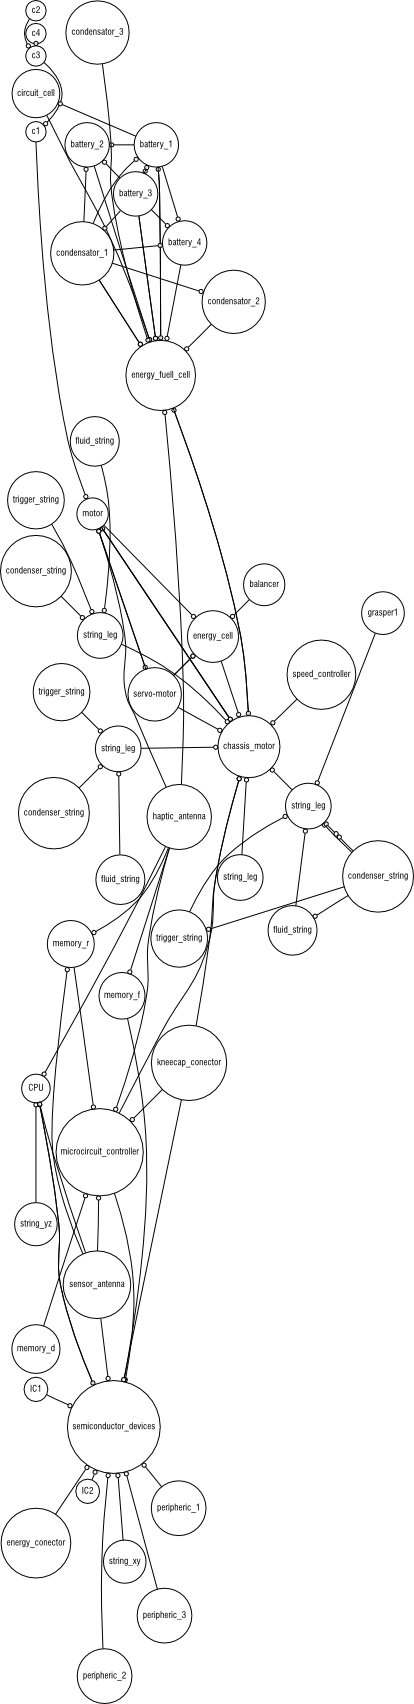 c2
c4
c3
condensator_3
circuit_cell
c1
battery_2
battery_1
battery_3
battery_4
condensator_1
condensator_2
energy_fuell_cell
fluid_string
trigger_string
motor
condenser_string
balancer
grasper1
string_leg
energy_cell
speed_controller
trigger_string
servo-motor
string_leg
chassis_motor
condenser_string
haptic_antenna
string_leg
fluid_string
string_leg
condenser_string
memory_r
trigger_string
fluid_string
memory_f
kneecap_conector
CPU
microcircuit_controller
string_yz
sensor_antenna
memory_d
IC1
semiconductor_devices
IC2
peripheric_1
energy_conector
string_xy
peripheric_3
peripheric_2